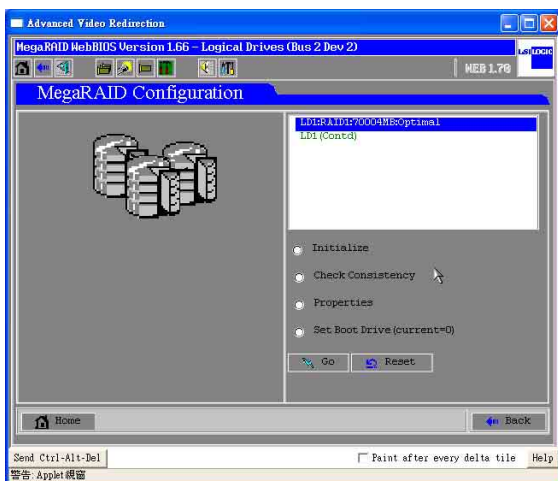 Advanced Video Redirection
MegaRAID WebBIOS Version 1.66 - Logical Drives (Bus 2 Dev 2)
LSI LOGIC
WEB 1.70
MegaRAID Configuration
LD1:RAID1:70004MB:Optimal
LD1(Contd)
Initialize
Check Consistency
Properties
Set Boot Drive(current=0)
Go
Reset
Home
Back
Send Ctrl-Alt-Del
Paint after every delta tile
Help
警告: Applet 視窗